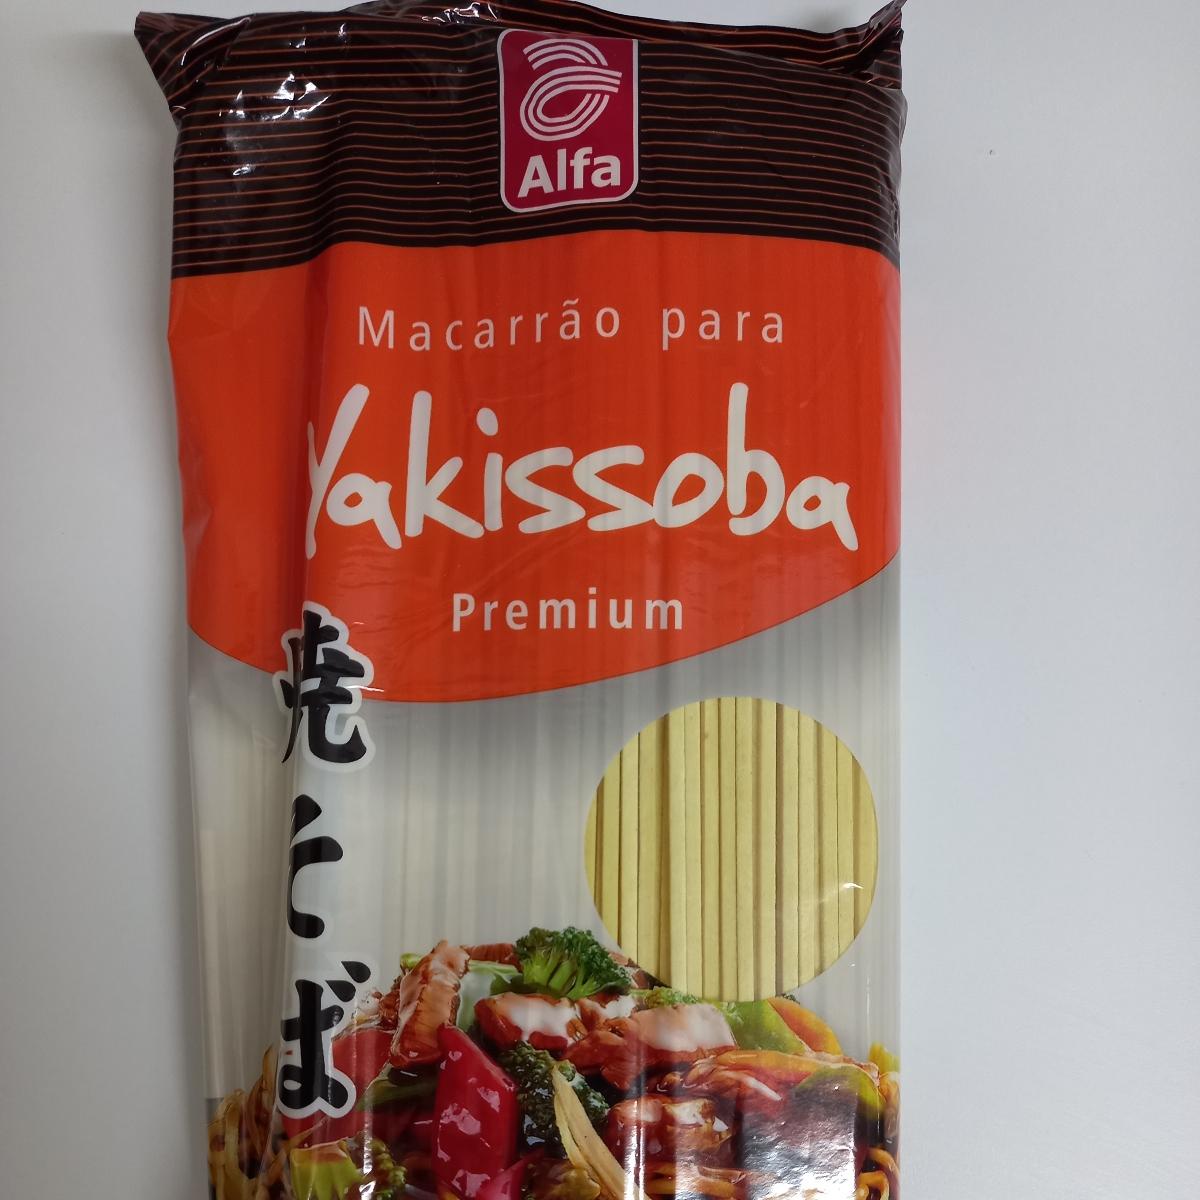 Alfa
Macarrão para
Yakissoba
Premium
焼そば